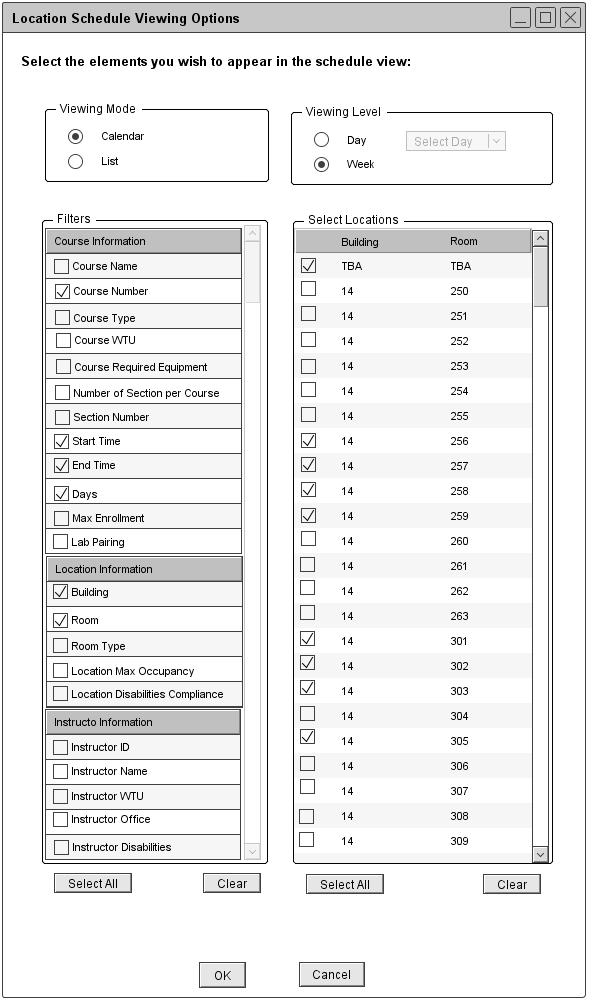 Location Schedule Viewing Options
Select the elements you wish to appear in the schedule view:
Viewing Mode
Calendar
List
Viewing Level
Day
Select Day
Week
Filters
Course Information
Course Name
Course Number
Course Type
Course WTU
Course Required Equipment
Number of Section per Course
Section Number
Start Time
End Time
Days
Max Enrollment
Lab Pairing
Location Information
Building
Room
Room Type
Location Max Occupancy
Location Disabilities Compliance
Instructo Information
Instructor ID
Instructor Name
Instructor WTU
Instructor Office
Instructor Disabilities
Select All Clear
Select Locations
Building Room
TBA TBA
14 250
14 251
14 252
14 253
14 254
14 255
14 256
14 257
14 258
14 259
14 260
14 261
14 262
14 263
14 301
14 302
14 303
14 304
14 305
14 306
14 307
14 308
14 309
Select All Clear
OK Cancel